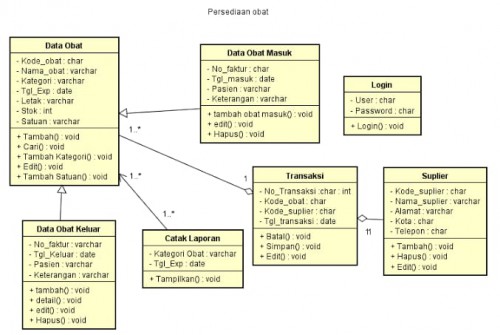 Persediaan obat
Data Obat
- Kode_obat : char
- Nama_obat : varchar
- Kategori : varchar
- Tgl_Exp : date
- Letak : varchar
- Stok : int
- Satuan : varchar
+ Tambah() : void
+ Cari() : void
+ Tambah Kategori() : void
+ Edit() : void
+ Tambah Satuan() : void
Data Obat Masuk
- No_faktur : char
- Tgl_masuk : date
- Pasien : varchar
- Keterangan : varchar
+ tambah obat masuk() : void
+ edit() : void
+ Hapus() : void
Login
- User : char
- Password : char
+ Login() : void
1..*
1
1..*
1..*
Transaksi
- No_Transaksi : char : int
- Kode_obat : char
- Kode_suplier : char
- Tgl_transaksi : date
+ Batal() : void
+ Simpan() : void
+ Edit() : void
Suplier
- Kode_suplier : char
- Nama_suplier : varchar
- Alamat : varchar
- Kota : char
- Telepon : char
+ Tambah() : void
+ Hapus() : void
+ Edit() : void
11
Data Obat Keluar
- No_faktur : varchar
- Tgl_Keluar : date
- Pasien : varchar
- Keterangan : varchar
+ tambah() : void
+ detail() : void
+ edit() : void
+ Hapus() : void
Catak Laporan
- Kategori Obat : varchar
- Tgl_Exp : date
+ Tampilkan() : void